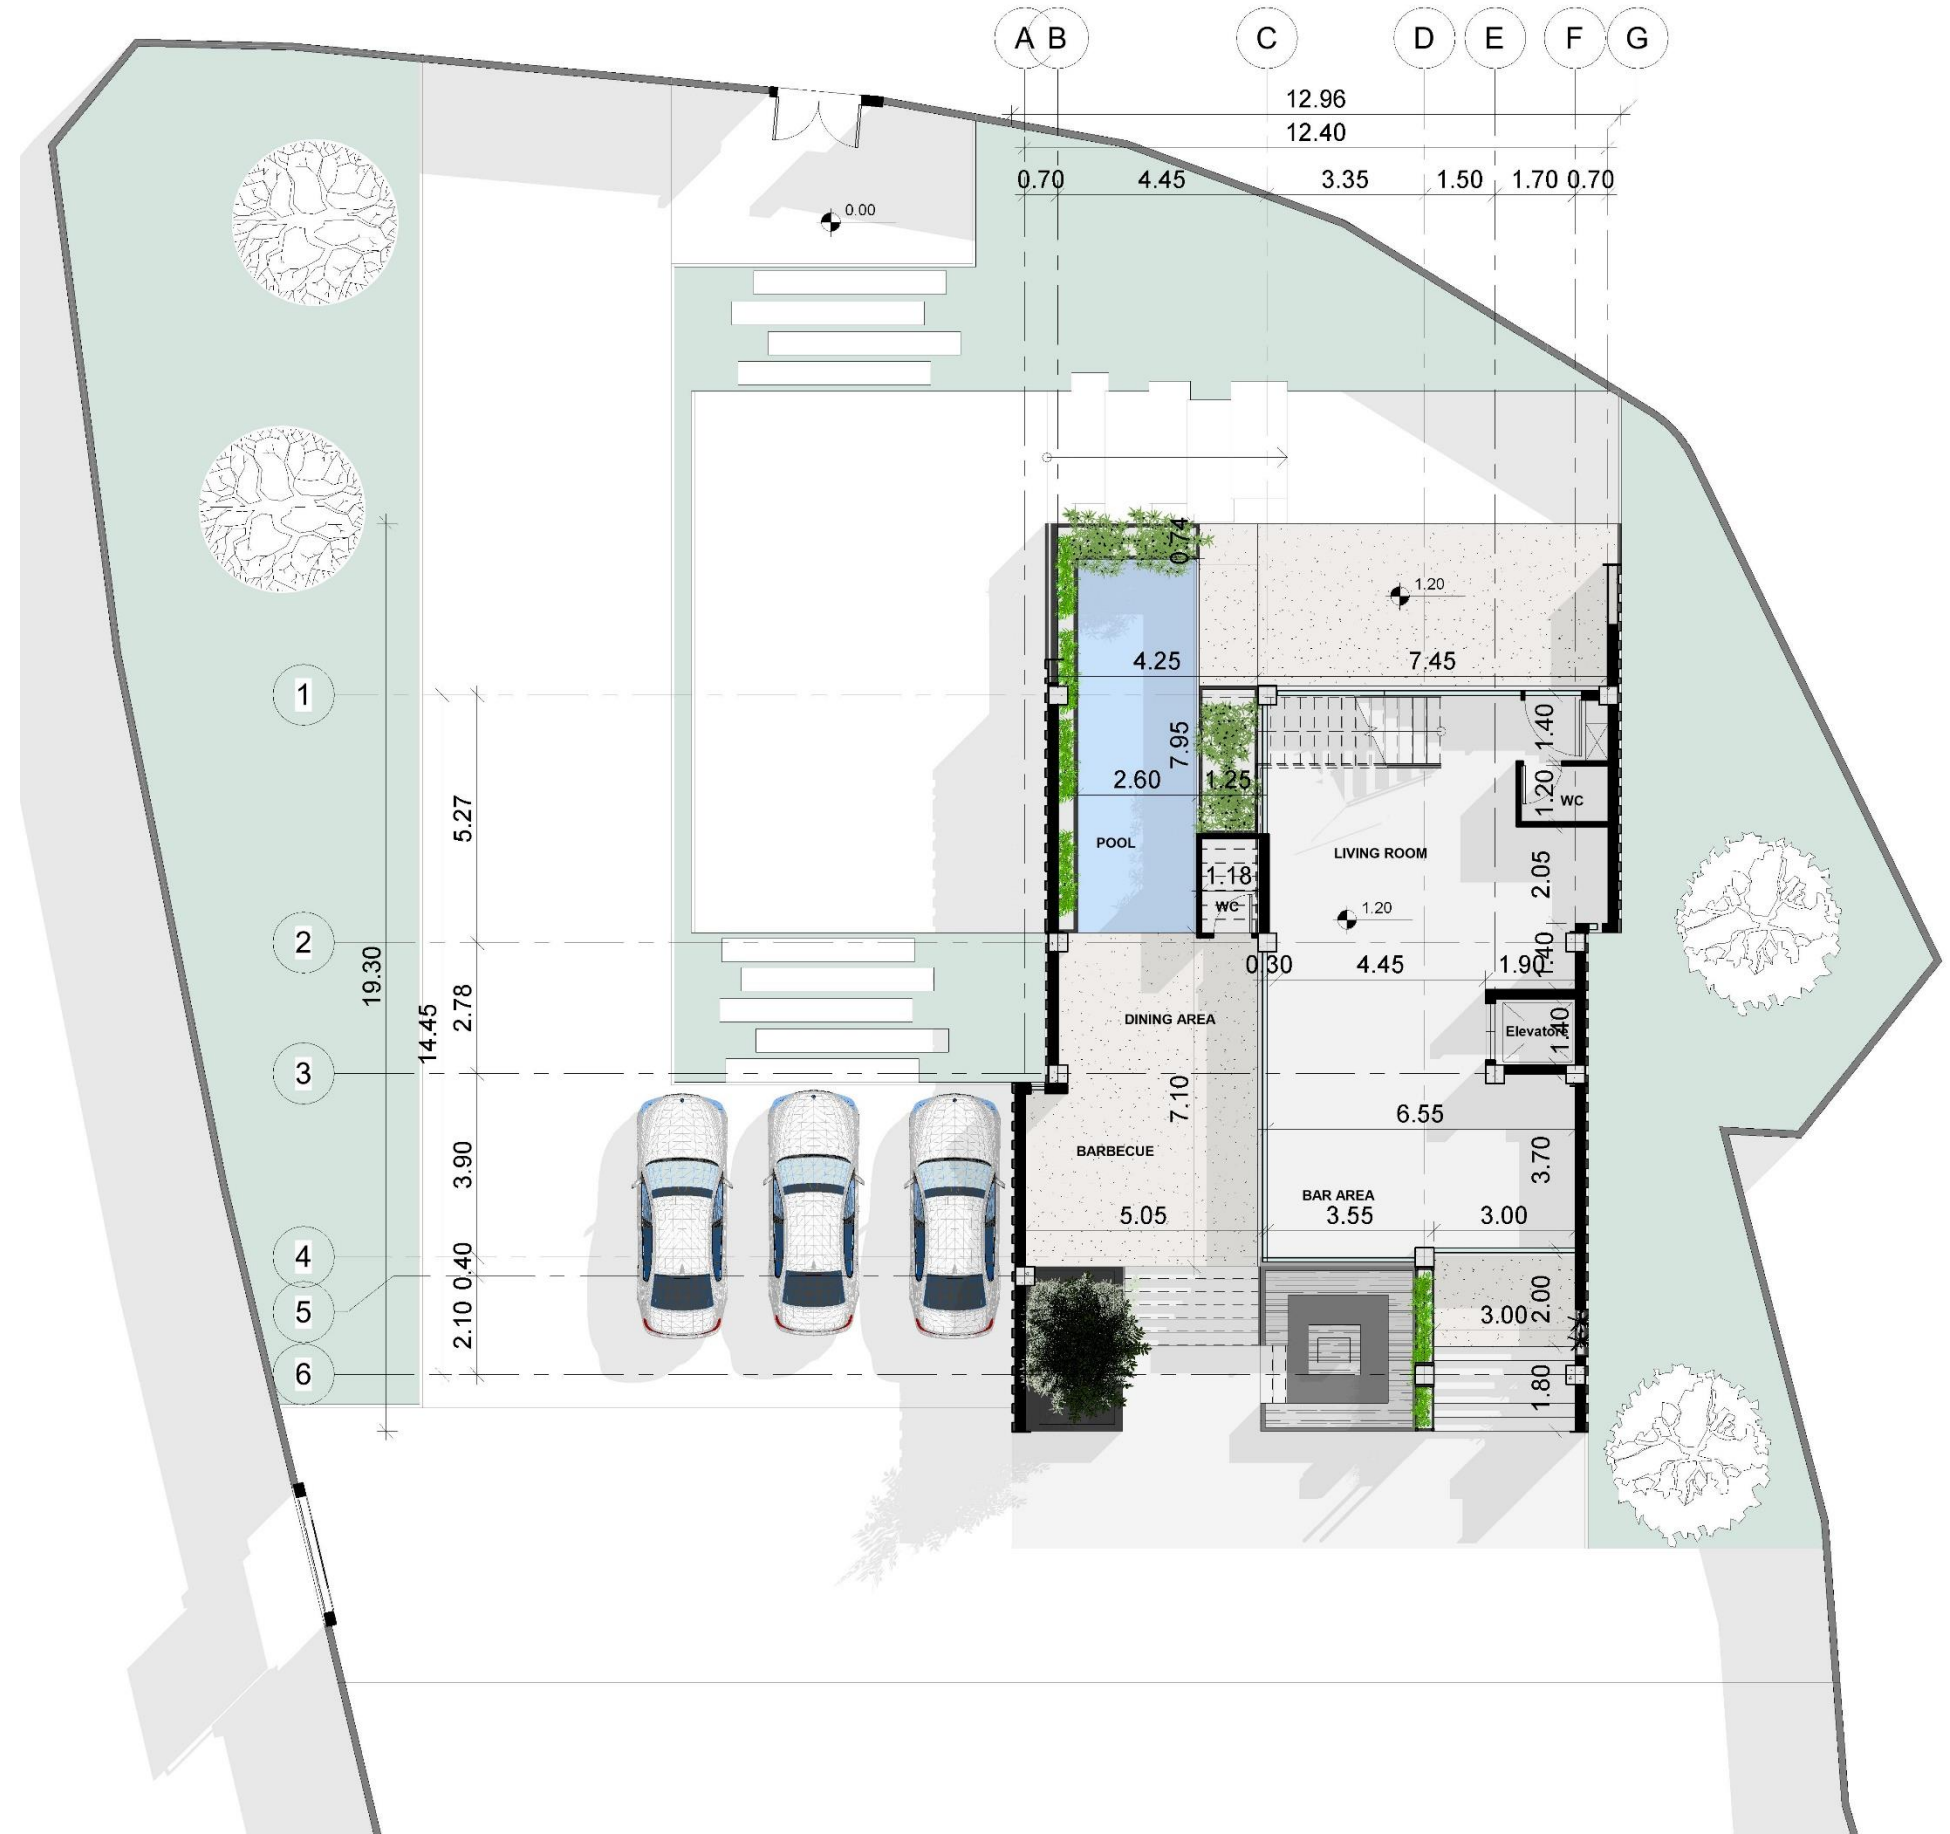 A B C D E F G
12.96
12.40
0.70 4.45 3.35 1.50 1.70 0.70
0.00
0.74
1.20
1
4.25 7.45
1.40
7.95
2.60 1.25 1.20
WC
5.27
POOL
LIVING ROOM
2.05
1.18
WC
1.20
2
0.30 4.45 1.90 1.40
19.30
2.78
14.45
DINING AREA
Elevatore
1.40
3
7.10
6.55
3.90
BARBECUE
3.70
BAR AREA
5.05 3.55 3.00
4
0.40
5
2.10
3.00 2.00
6
1.80